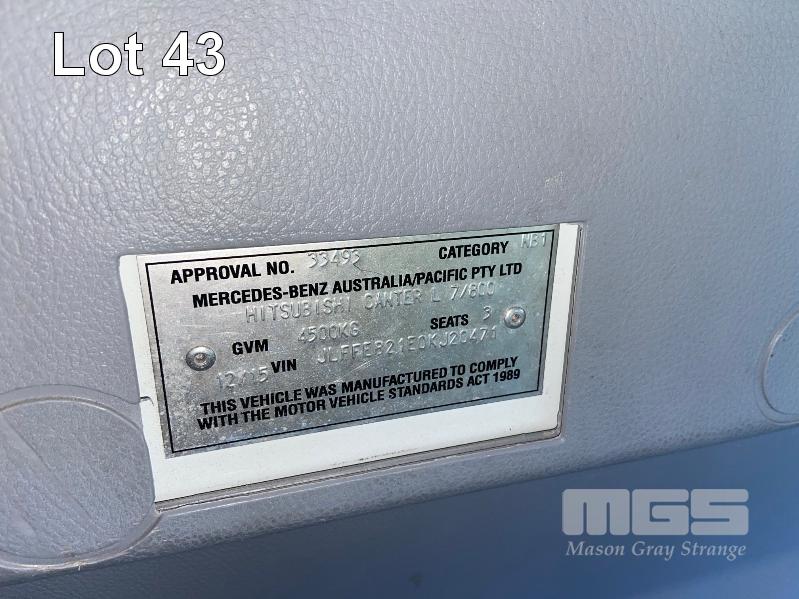 Lot 43
APPROVAL NO. 33493 CATEGORY NB1
MERCEDES-BENZ AUSTRALIA/PACIFIC PTY LTD
MITSUBISHI CANTER L 7/800
GVM 4500KG SEATS 3
12/15 VIN JLFFEB21E0KJ20471
THIS VEHICLE WAS MANUFACTURED TO COMPLY
WITH THE MOTOR VEHICLE STANDARDS ACT 1989
MGS
Mason Gray Strange